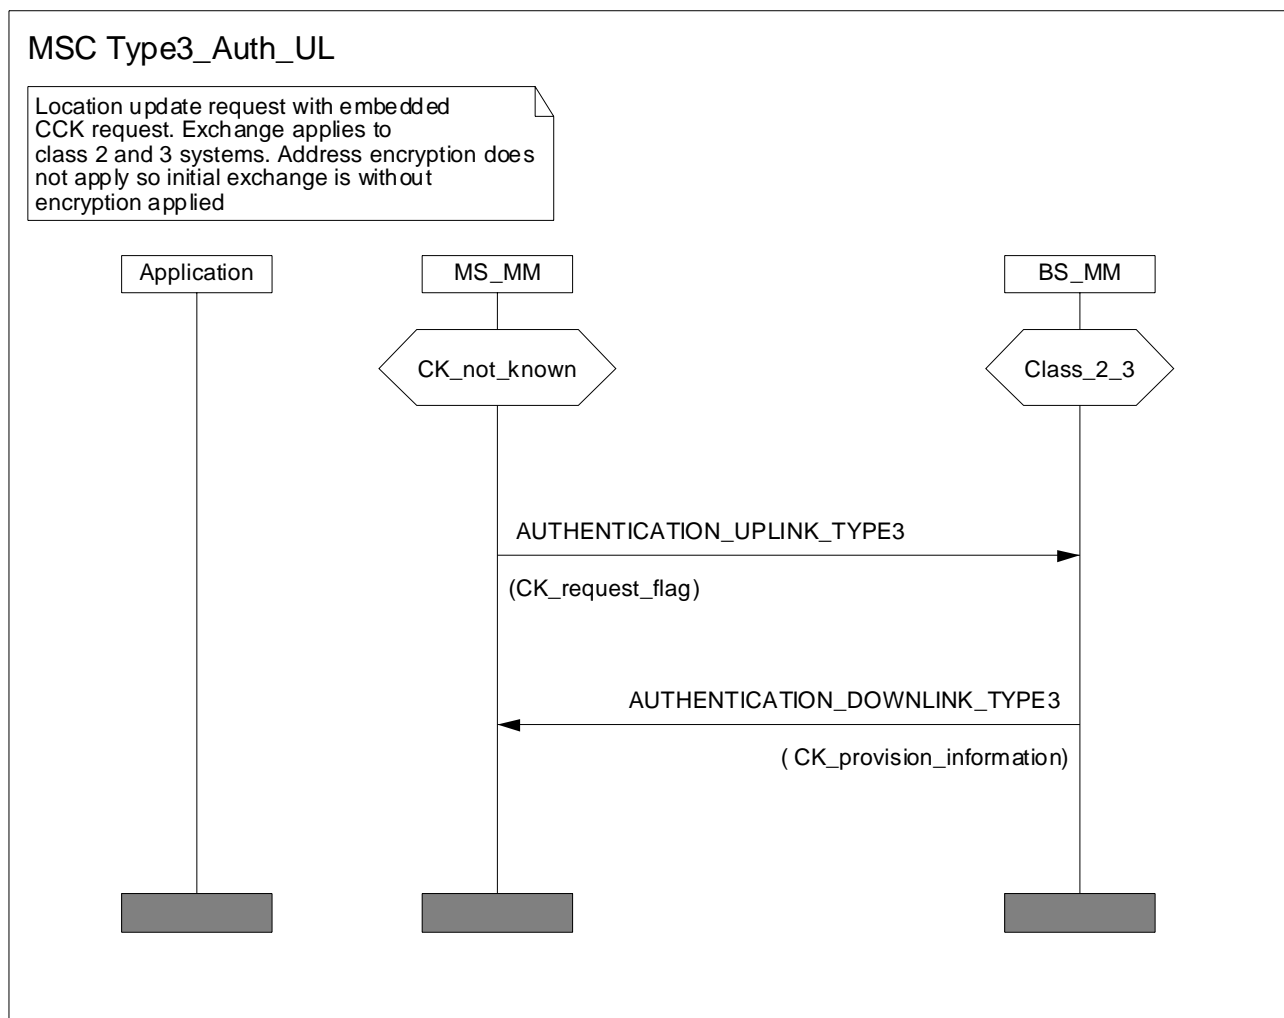 MSC Type3_Auth_UL
Location update request with embedded
CCK request. Exchange applies to
class 2 and 3 systems. Address encryption does
not apply so initial exchange is without
encryption applied
Application
MS_MM
BS_MM
CK_not_known
Class_2_3
AUTHENTICATION_UPLINK_TYPE3
(CK_request_flag)
AUTHENTICATION_DOWNLINK_TYPE3
( CK_provision_information)